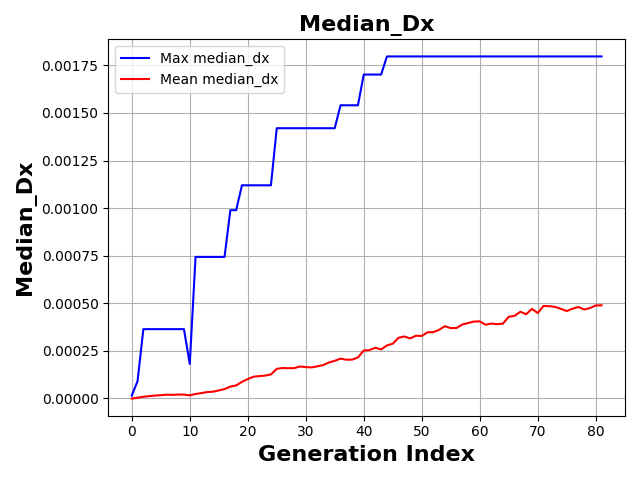 Median_Dx
Max median_dx
Mean median_dx
Median_Dx
0.00175
0.00150
0.00125
0.00100
0.00075
0.00050
0.00025
0.00000
0 10 20 30 40 50 60 70 80
Generation Index